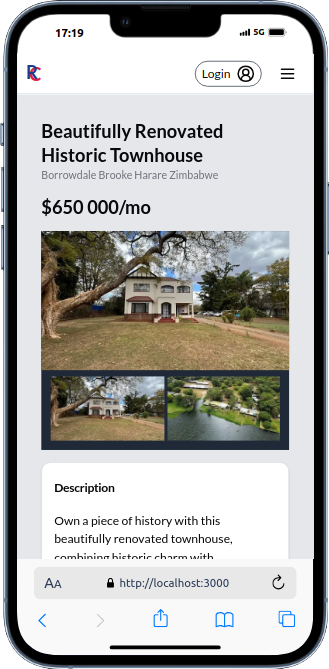 17:19
5G
RC
Login
Beautifully Renovated
Historic Townhouse
Borrowdale Brooke Harare Zimbabwe
$650 000/mo
Description
Own a piece of history with this
beautifully renovated townhouse,
combining historic charm with
AA
http://localhost:3000